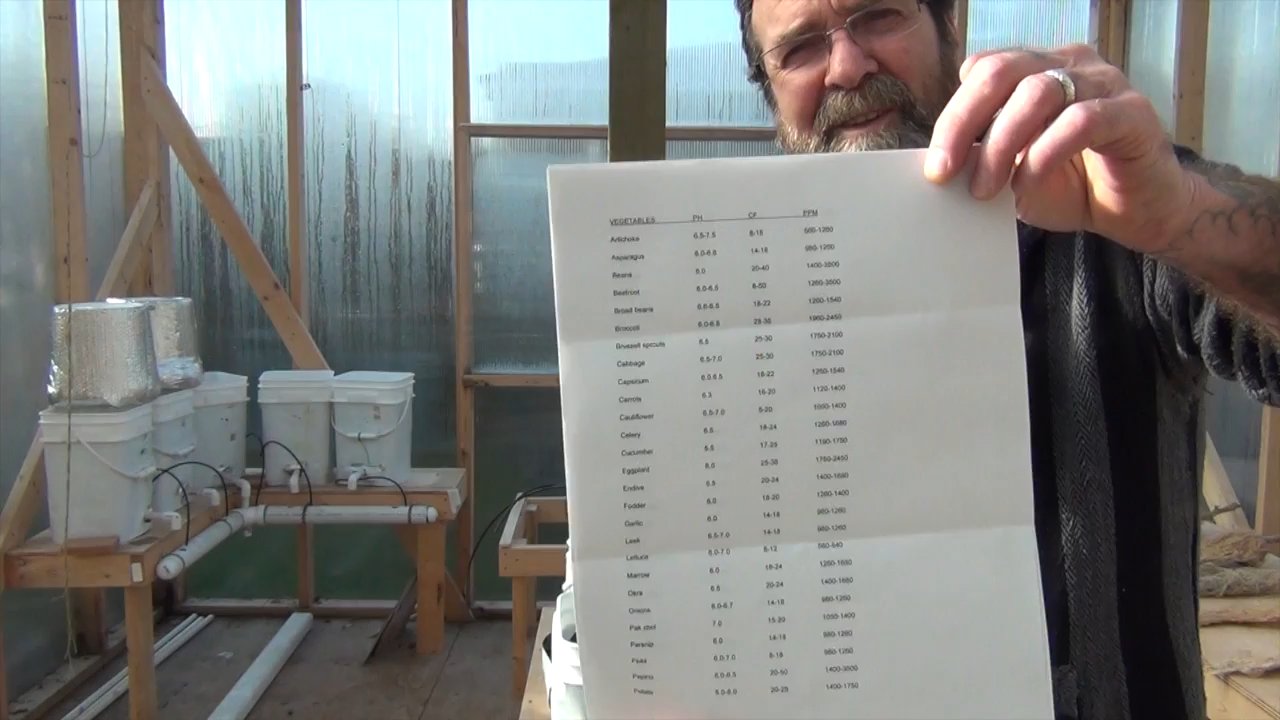 VEGETABLES PH CF PPM
Artichoke 6.5-7.5 8-18 560-1260
Asparagus 6.0-6.8 14-18 980-1260
Beans 6.0 20-40 1400-2800
Beetroot 6.0-6.5 1260-3500
Broad beans 18-22 1260-1540
Broccoli 6.0-6.8 1960-2450
Brussell sprouts 6.5 25-30 1750-2100
Cabbage 6.5-7.0 25-30 1750-2100
Capsicum 6.0-6.5 18-22 1260-1540
Carrots 6.3 16-20 1120-1400
Cauliflower 6.5-7.0 5-20 1050-1400
Celery 6.5 18-24 1260-1680
Cucumber 5.5 17-25 1190-1750
Eggplant 6.0 25-35 1750-2450
Endive 5.5 20-24 1400-1680
Fodder 6.0 18-20 1260-1400
Garlic 6.0 14-18 980-1260
Leek 6.5-7.0 14-18 980-1260
Lettuce 6.0-7.0 8-12 560-840
Marrow 6.0 18-24 1260-1680
Okra 6.5 20-24 1400-1680
Onions 6.0-6.7 14-18 980-1260
Pak choi 7.0 15-20 1050-1400
Parsnip 6.0 14-18 980-1260
Peas 6.0-7.0 8-18 980-1260
Pepino 6.0-6.5 20-50 1400-3500
Potato 5.0-6.0 20-25 1400-1750